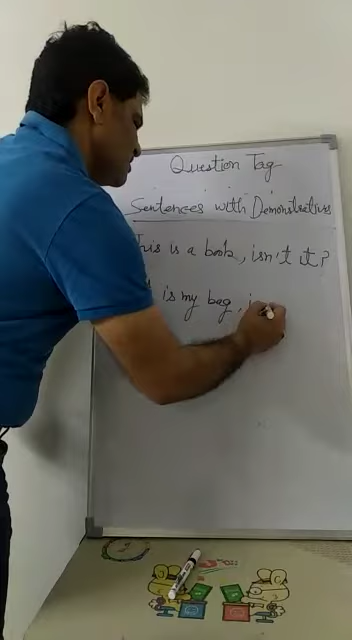 Question Tag
Sentences with Demonstratives
This is a book, isn't it?
is my bag, i